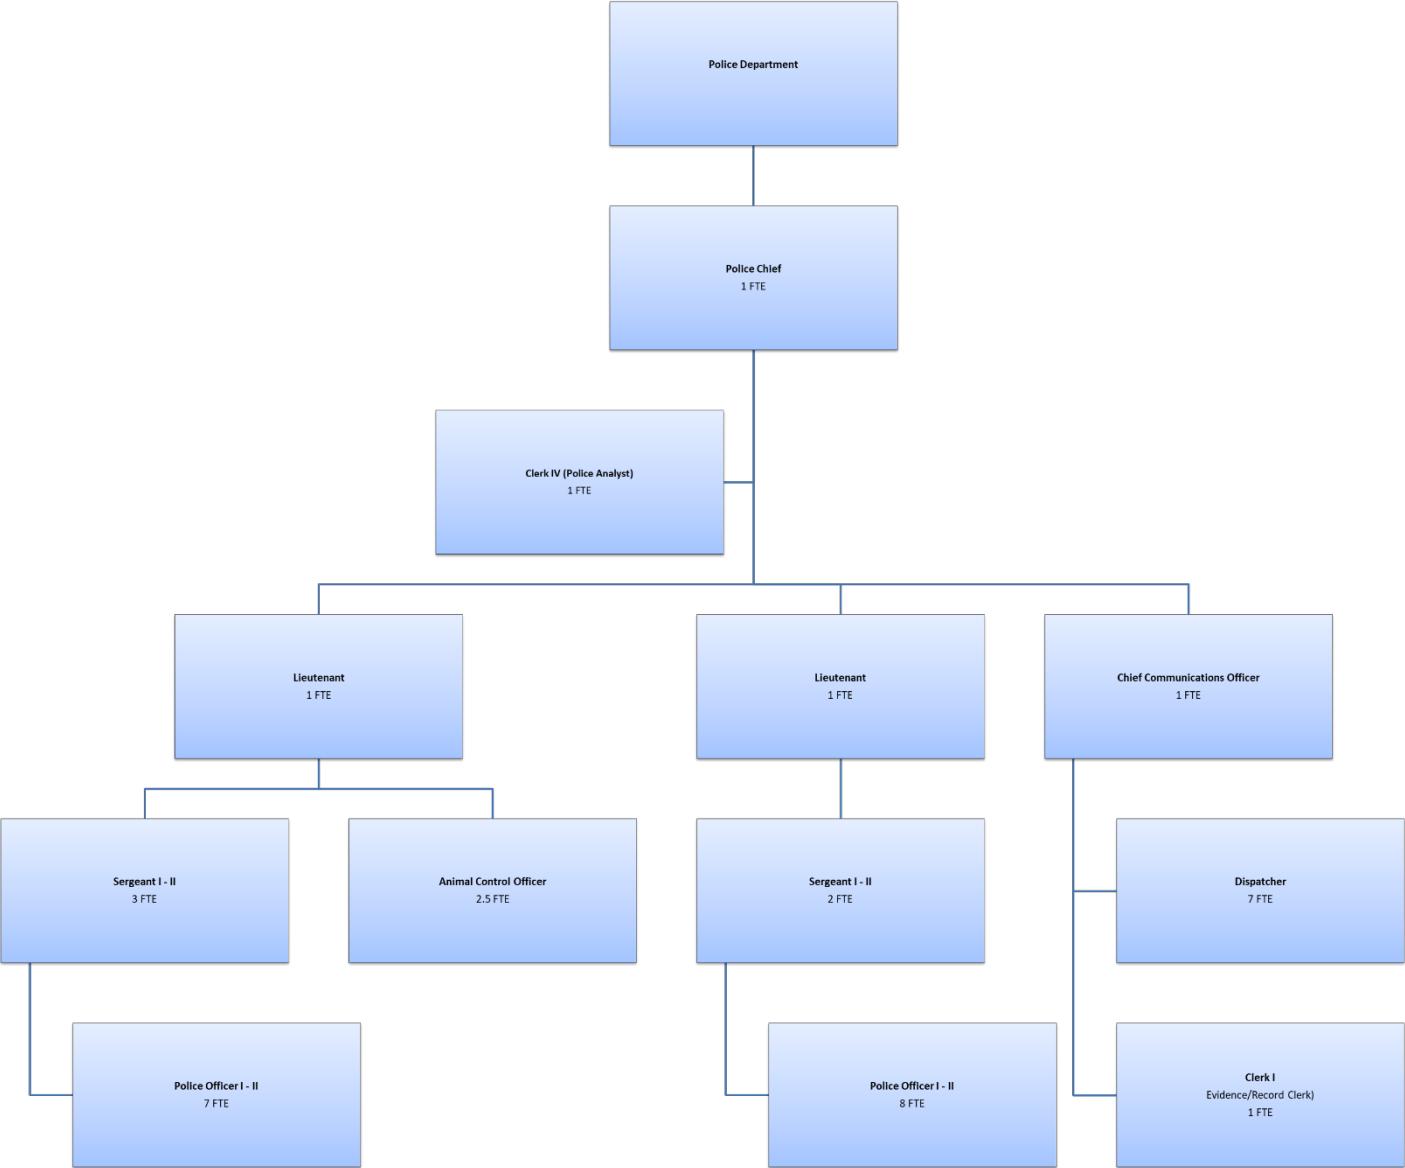 Police Department
Police Chief
1 FTE
Clerk IV (Police Analyst)
1 FTE
Lieutenant
1 FTE
Lieutenant
1 FTE
Chief Communications Officer
1 FTE
Sergeant I - II
3 FTE
Animal Control Officer
2.5 FTE
Sergeant I - II
2 FTE
Dispatcher
7 FTE
Police Officer I - II
7 FTE
Police Officer I - II
8 FTE
Clerk I
Evidence/Record Clerk)
1 FTE